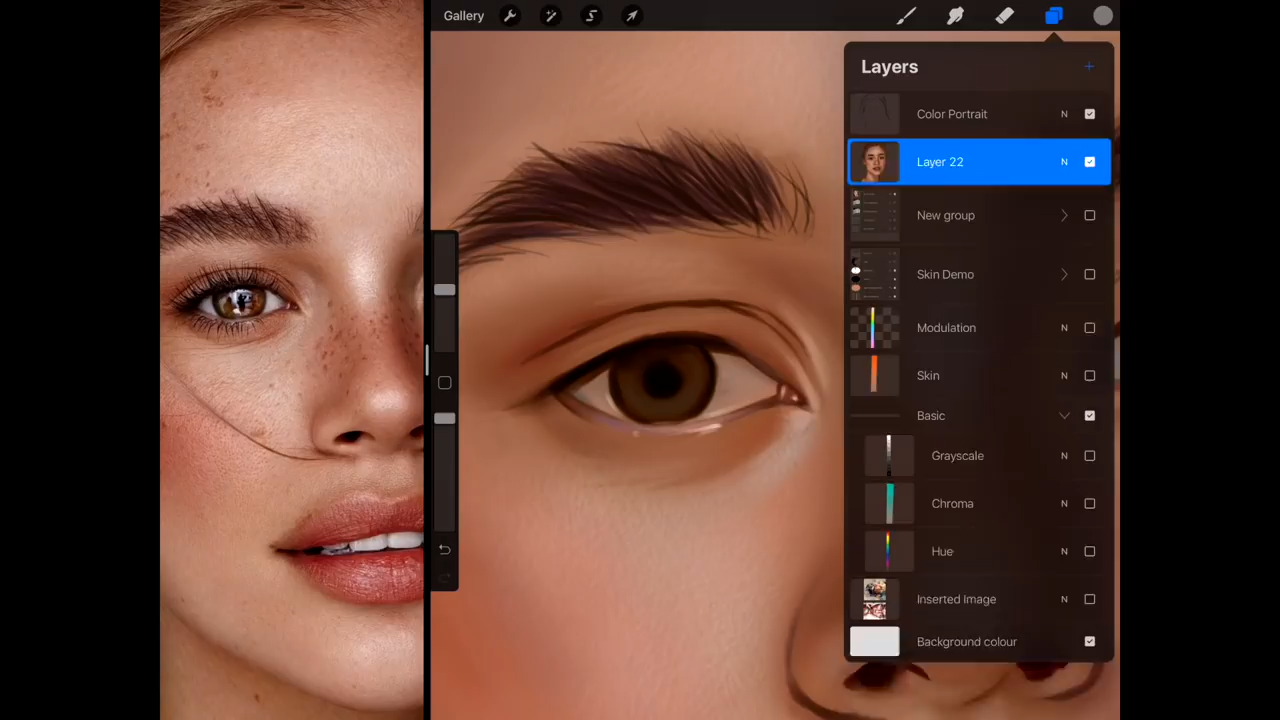 Gallery
Layers
Color Portrait N
Layer 22 N
New group
Skin Demo
Modulation N
Skin N
Basic
Grayscale N
Chroma N
Hue N
Inserted Image N
Background colour